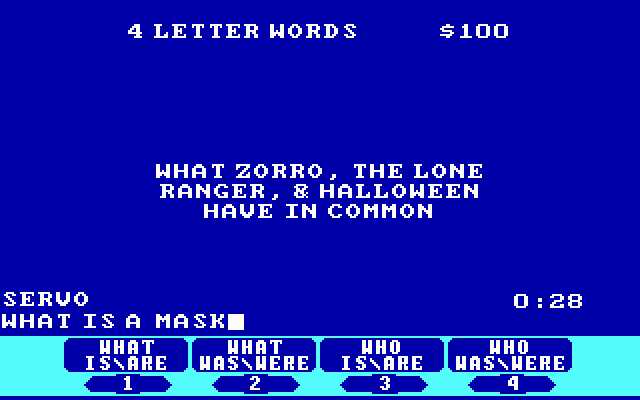 4 LETTER WORDS $100
WHAT ZORRO, THE LONE
RANGER, & HALLOWEEN
HAVE IN COMMON
SERVO 0:28
WHAT IS A MASK
WHAT IS\ARE
WHAT WAS\WERE
WHO IS\ARE
WHO WAS\WERE
1 2 3 4